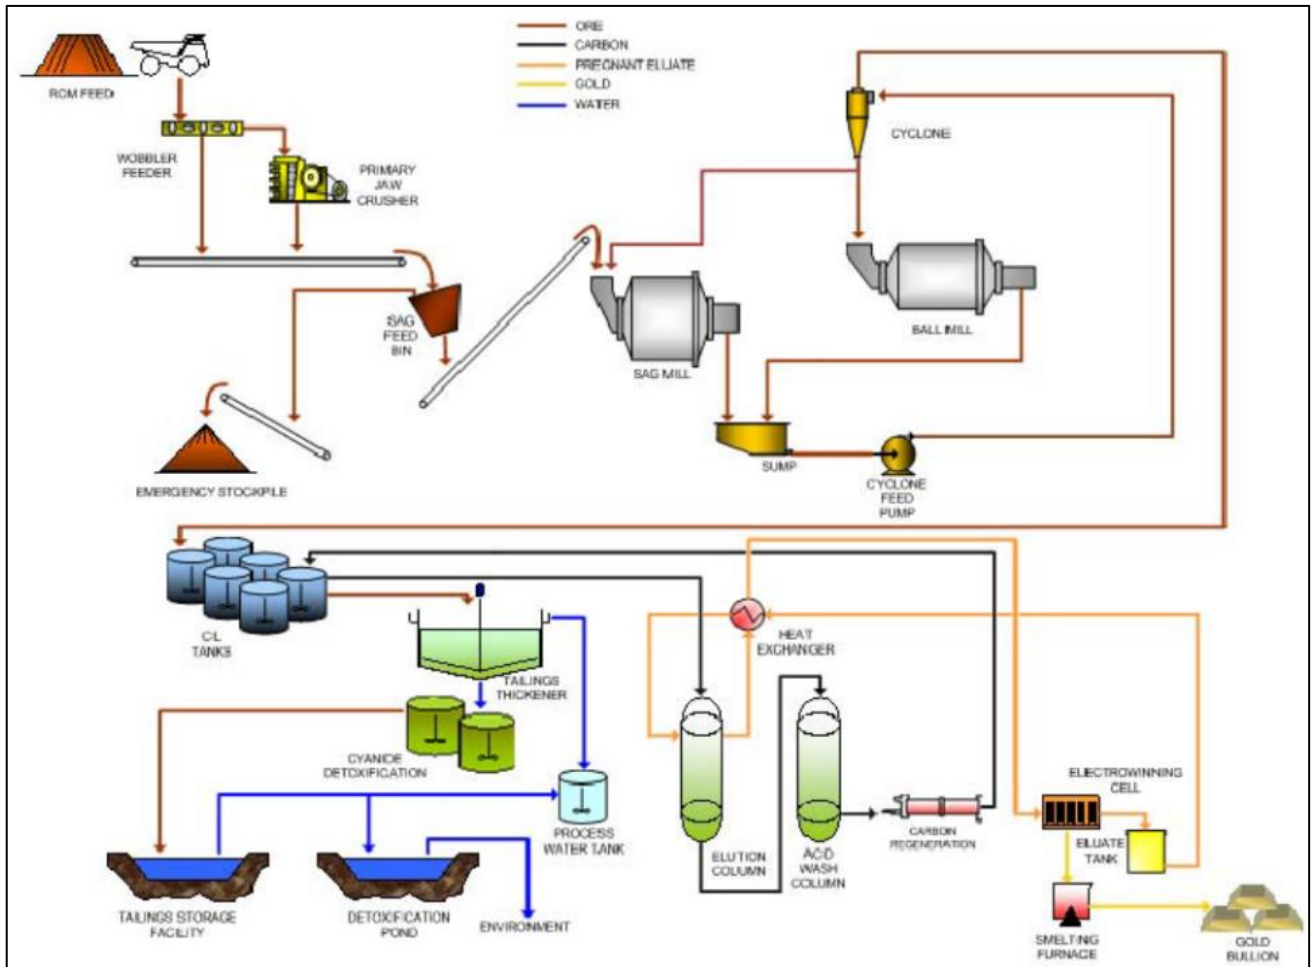 ORE
CARBON
PREGNANT ELUATE
GOLD
WATER
ROM FEED
WOBBLER
FEEDER
PRIMARY
JAW
CRUSHER
CYCLONE
SAG
FEED
BIN
SAG MILL
BALL MILL
SUMP
CYCLONE
FEED
PUMP
EMERGENCY STOCKPILE
CIL
TANKS
TAILINGS
THICKENER
HEAT
EXCHANGER
CYANIDE
DETOXIFICATION
PROCESS
WATER TANK
ELUTION
COLUMN
ACID
WASH
COLUMN
CARBON
REGENERATION
ELECTROWINNING
CELL
ELUATE
TANK
TAILINGS STORAGE
FACILITY
DETOXIFICATION
POND
ENVIRONMENT
SMELTING
FURNACE
GOLD
BULLION